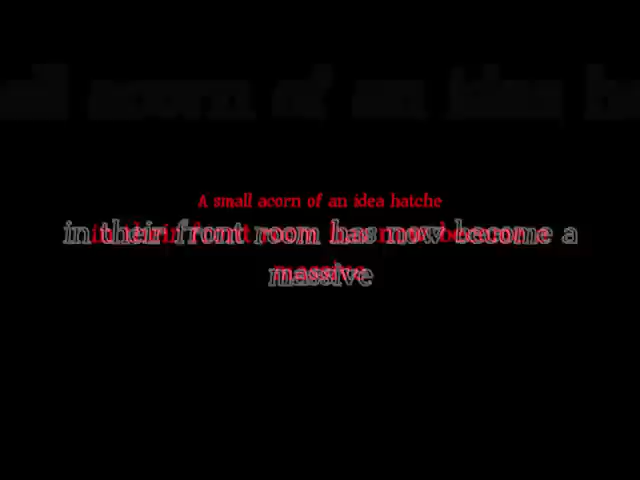 A small acorn of an idea hatche
in their front room has now become a
massive